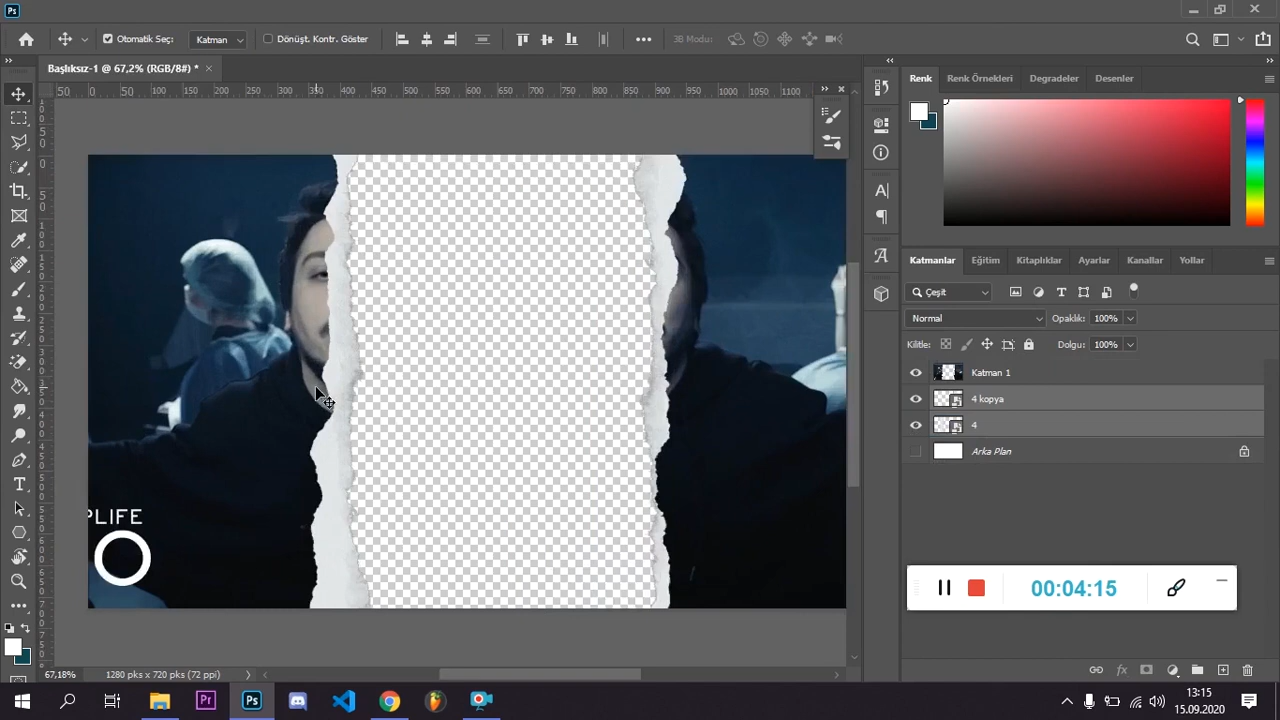 Ps
Otomatik Seç:
Katman
Dönüşt. Kontr. Göster
3B Modu:
Başlıksız-1 @ 67,2% (RGB/8#) *
50 0 50 100 150 200 250 300 350 400 450 500 550 600 650 700 750 800 850 900 950 1000 1050 1100
PLIFE
67,18%
1280 pks x 720 pks (72 ppi)
Renk
Renk Örnekleri
Degradeler
Desenler
Katmanlar
Eğitim
Kitaplıklar
Ayarlar
Kanallar
Yollar
Çeşit
Normal
Opaklık: 100%
Kilitle:
Dolgu: 100%
Katman 1
4 kopya
4
Arka Plan
00:04:15
Pr
Ps
13:15
15.09.2020